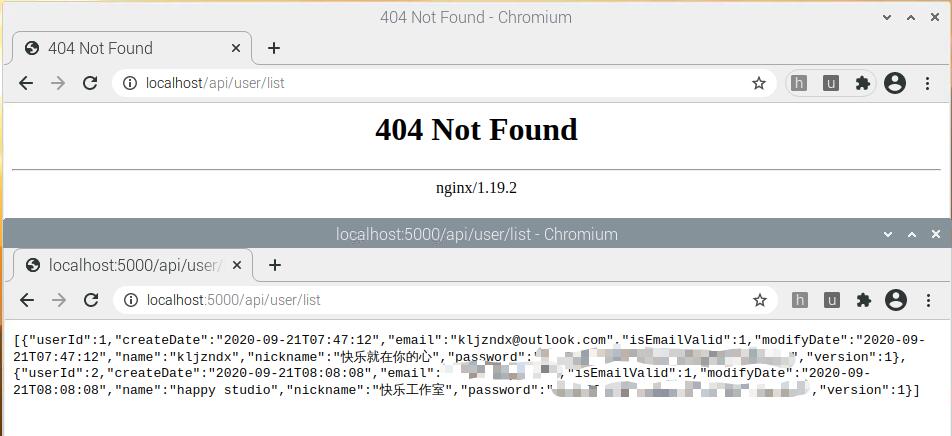 404 Not Found - Chromium
404 Not Found
localhost/api/user/list
h u
404 Not Found
nginx/1.19.2
localhost:5000/api/user/list - Chromium
localhost:5000/api/user/
localhost:5000/api/user/list
h u
[{"userId":1,"createDate":"2020-09-21T07:47:12","email":"kljzndx@outlook.com","isEmailValid":1,"modifyDate":"2020-09-
21T07:47:12","name":"kljzndx","nickname":"快乐就在你的心","password":" ","version":1},
{"userId":2,"createDate":"2020-09-21T08:08:08","email":" ","isEmailValid":1,"modifyDate":"2020-09-
21T08:08:08","name":"happy studio","nickname":"快乐工作室","password":" ","version":1}]